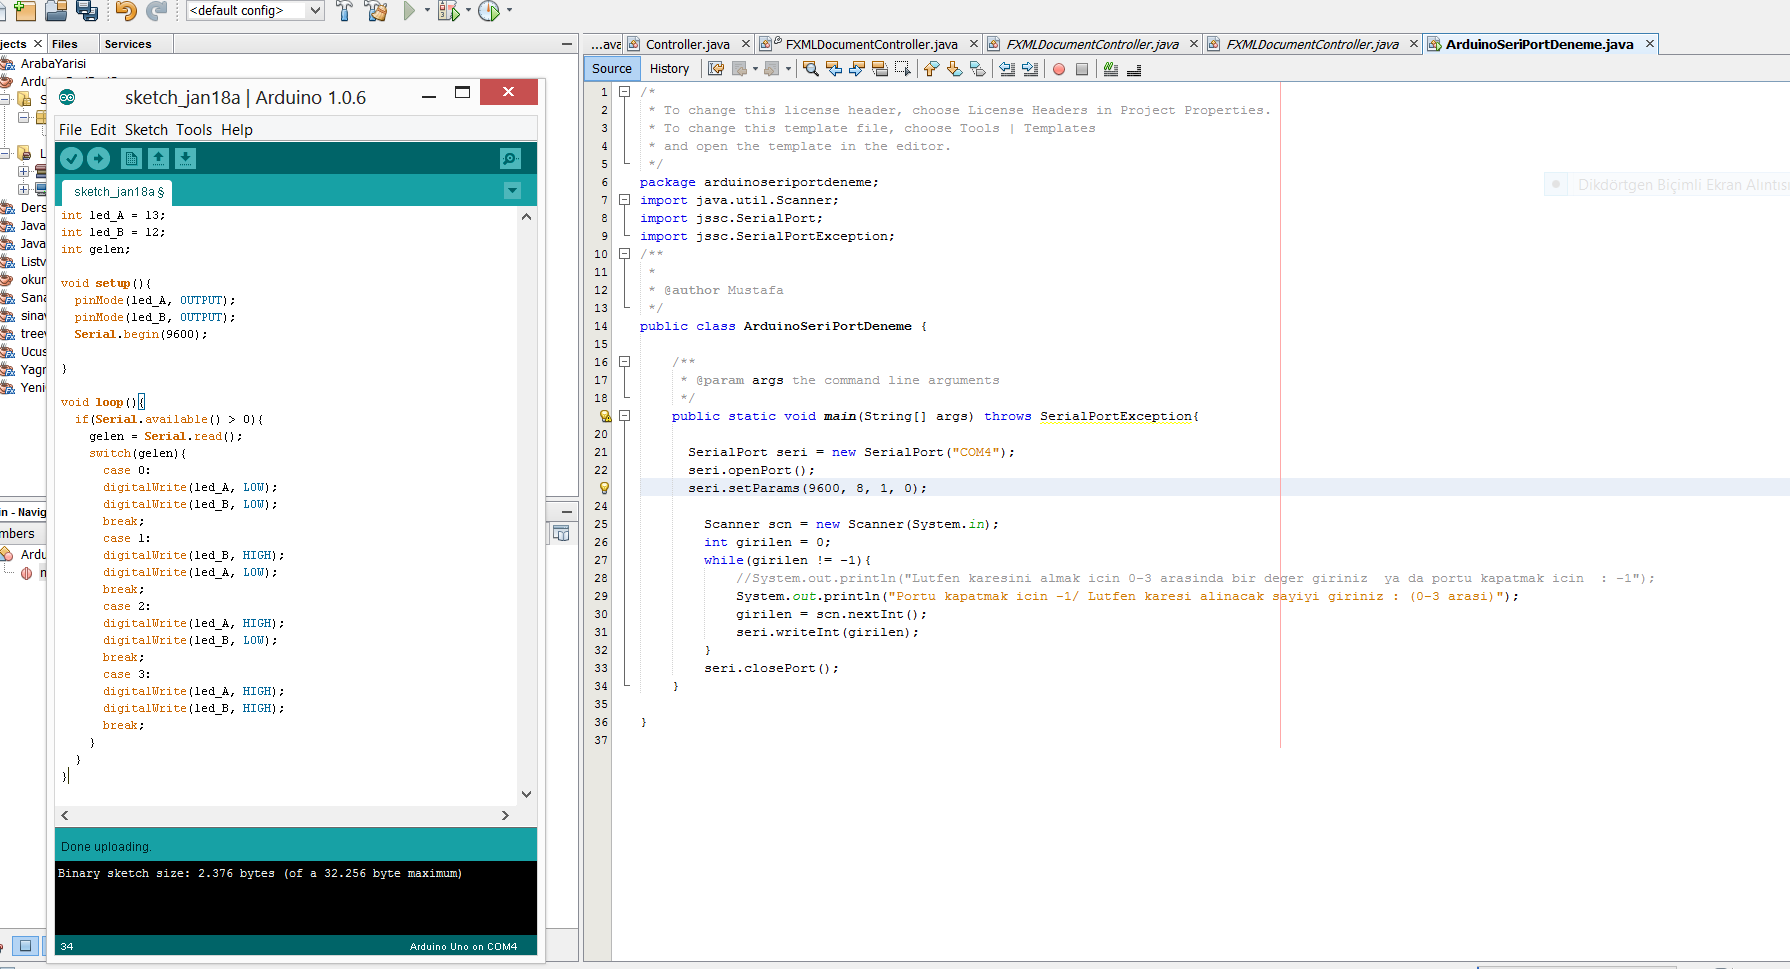 <default config>
jects
Files
Services
ArabaYarisi
Ders
Java
Java
Listv
okur
Sana
sinav
treev
Ucus
Yagr
Yeni
in - Navig
mbers
Ardu
sketch_jan18a | Arduino 1.0.6
File Edit Sketch Tools Help
sketch_jan18a §
int led_A = 13;
int led_B = 12;
int gelen;
void setup(){
pinMode(led_A, OUTPUT);
pinMode(led_B, OUTPUT);
Serial.begin(9600);
}
void loop(){
if(Serial.available() > 0){
gelen = Serial.read();
switch(gelen){
case 0:
digitalWrite(led_A, LOW);
digitalWrite(led_B, LOW);
break;
case 1:
digitalWrite(led_B, HIGH);
digitalWrite(led_A, LOW);
break;
case 2:
digitalWrite(led_A, HIGH);
digitalWrite(led_B, LOW);
break;
case 3:
digitalWrite(led_A, HIGH);
digitalWrite(led_B, HIGH);
break;
}
}
}
Done uploading.
Binary sketch size: 2.376 bytes (of a 32.256 byte maximum)
34
Arduino Uno on COM4
...ava
Controller.java
FXMLDocumentController.java
FXMLDocumentController.java
FXMLDocumentController.java
ArduinoSeriPortDeneme.java
Source
History
1 /*
2 * To change this license header, choose License Headers in Project Properties.
3 * To change this template file, choose Tools | Templates
4 * and open the template in the editor.
5 */
6 package arduinoseriportdeneme;
7 import java.util.Scanner;
8 import jssc.SerialPort;
9 import jssc.SerialPortException;
10 /**
11 *
12 * @author Mustafa
13 */
14 public class ArduinoSeriPortDeneme {
15
16 /**
17 * @param args the command line arguments
18 */
public static void main(String[] args) throws SerialPortException{
20
21 SerialPort seri = new SerialPort("COM4");
22 seri.openPort();
seri.setParams(9600, 8, 1, 0);
24
25 Scanner scn = new Scanner(System.in);
26 int girilen = 0;
27 while(girilen != -1){
28 //System.out.println("Lutfen karesini almak icin 0-3 arasinda bir deger giriniz  ya da portu kapatmak icin  : -1");
29 System.out.println("Portu kapatmak icin -1/ Lutfen karesi alinacak sayiyi giriniz : (0-3 arasi)");
30 girilen = scn.nextInt();
31 seri.writeInt(girilen);
32 }
33 seri.closePort();
34 }
35
36 }
37
Dikdörtgen Biçimli Ekran Alıntısı